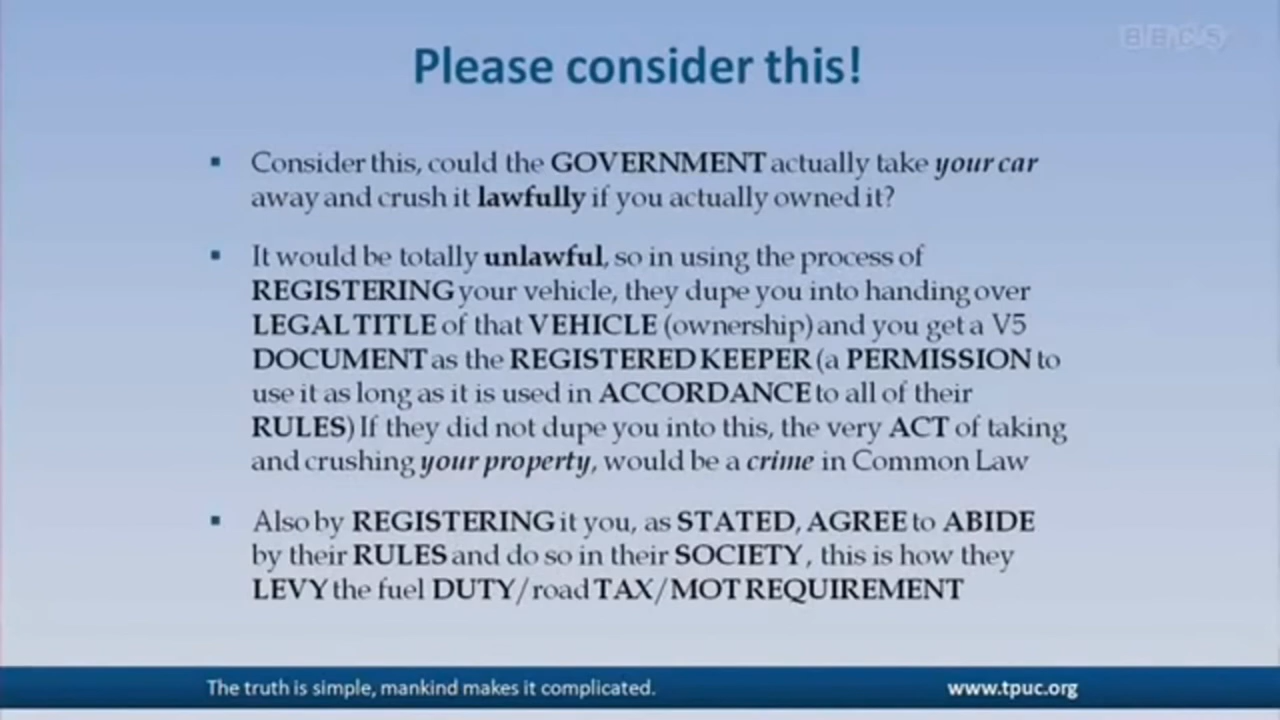 BBC 5
Please consider this!
▪ Consider this, could the GOVERNMENT actually take your car
away and crush it lawfully if you actually owned it?
▪ It would be totally unlawful, so in using the process of
REGISTERING your vehicle, they dupe you into handing over
LEGAL TITLE of that VEHICLE (ownership) and you get a V5
DOCUMENT as the REGISTERED KEEPER (a PERMISSION to
use it as long as it is used in ACCORDANCE to all of their
RULES) If they did not dupe you into this, the very ACT of taking
and crushing your property, would be a crime in Common Law
▪ Also by REGISTERING it you, as STATED, AGREE to ABIDE
by their RULES and do so in their SOCIETY, this is how they
LEVY the fuel DUTY/road TAX/MOT REQUIREMENT
The truth is simple, mankind makes it complicated.
www.tpuc.org